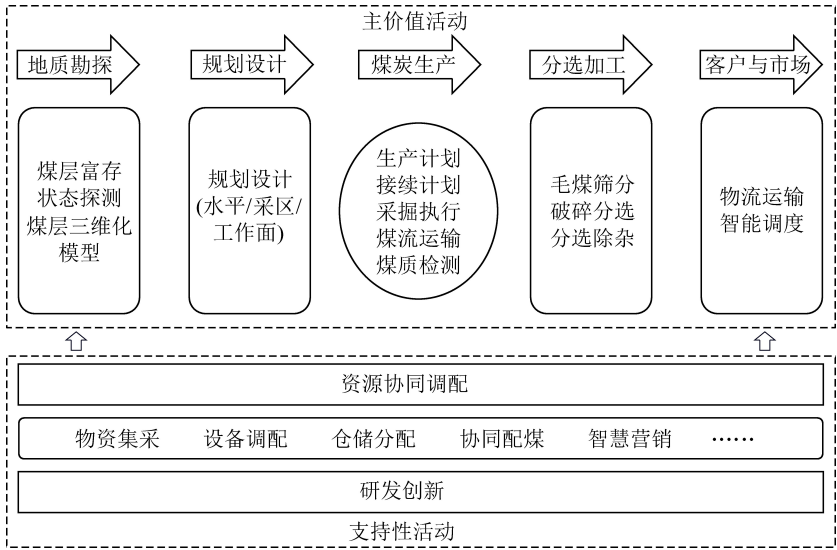 主价值活动
地质勘探
规划设计
煤炭生产
分选加工
客户与市场
煤层富存
状态探测
煤层三维化
模型
规划设计
(水平/采区/
工作面)
生产计划
接续计划
采掘执行
煤流运输
煤质检测
毛煤筛分
破碎分选
分选除杂
物流运输
智能调度
资源协同调配
物资集采 设备调配 仓储分配 协同配煤 智慧营销 ……
研发创新
支持性活动